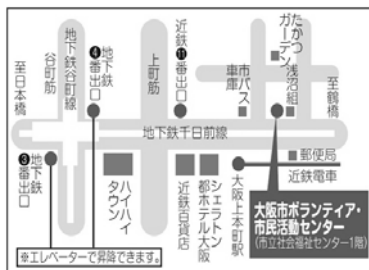 至日本橋
谷町筋
地下鉄谷町線
地下鉄
❹番出口
上町筋
近鉄
⓫番出口
市バス
車庫
たかつ
ガーデン
浅沼組
至鶴橋
地下鉄千日前線
地下鉄
❸番出口
ハイハイ
タウン
近鉄百貨店
シェラトン
都ホテル大阪
大阪上本町駅
郵便局
近鉄電車
大阪市ボランティア・
市民活動センター
(市立社会福祉センター1階)
※エレベーターで昇降できます。